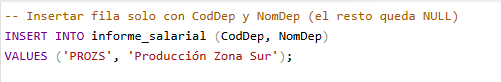 -- Insertar fila solo con CodDep y NomDep (el resto queda NULL)
INSERT INTO informe_salarial (CodDep, NomDep)
VALUES ('PROZS', 'Producción Zona Sur');